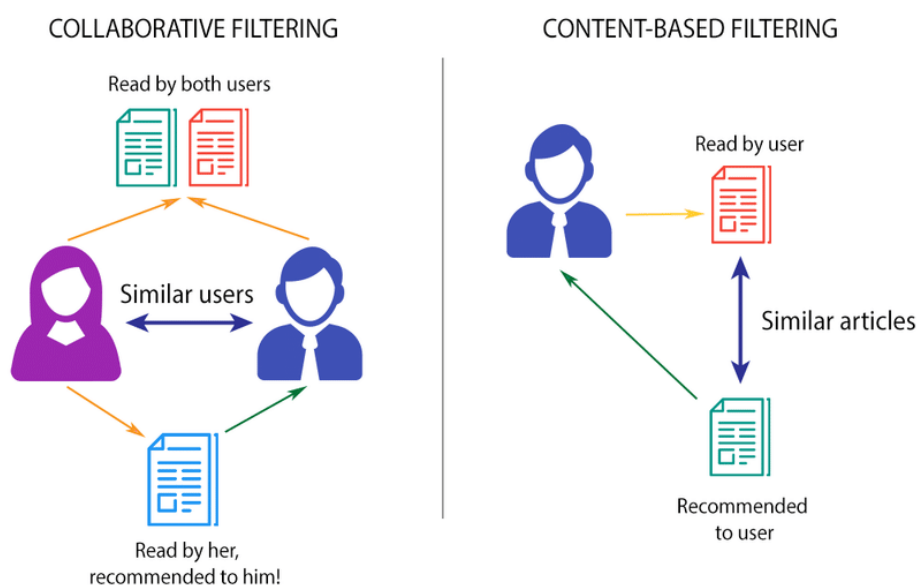 COLLABORATIVE FILTERING
Read by both users
Similar users
Read by her,
recommended to him!
CONTENT-BASED FILTERING
Read by user
Similar articles
Recommended
to user